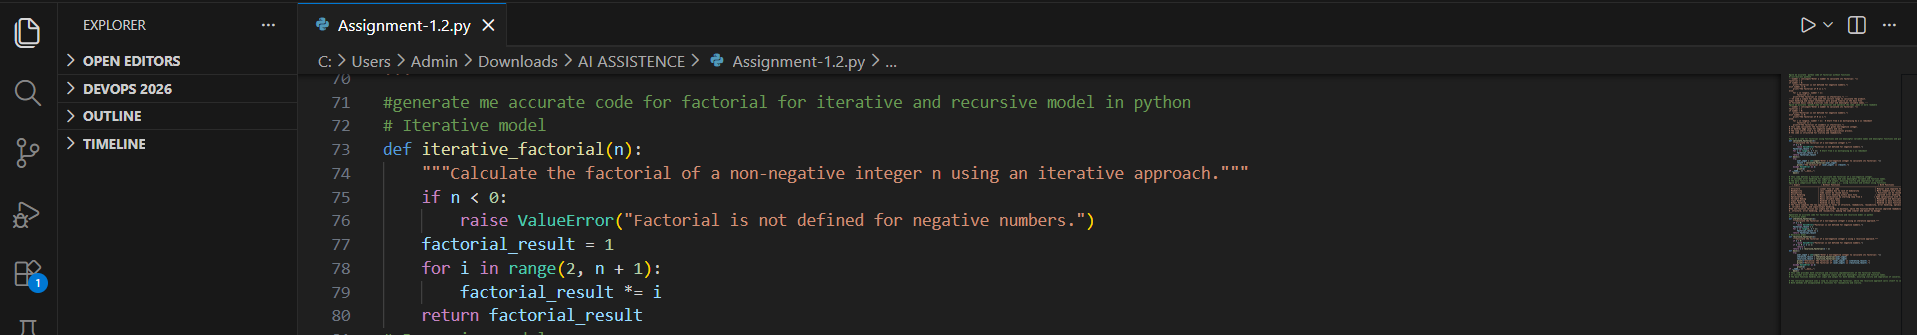 EXPLORER
OPEN EDITORS
DEVOPS 2026
OUTLINE
TIMELINE
1
Assignment-1.2.py
C: > Users > Admin > Downloads > AI ASSISTENCE > Assignment-1.2.py > ...
70
71 #generate me accurate code for factorial for iterative and recursive model in python
72 # Iterative model
73 def iterative_factorial(n):
74 """Calculate the factorial of a non-negative integer n using an iterative approach."""
75 if n < 0:
76 raise ValueError("Factorial is not defined for negative numbers.")
77 factorial_result = 1
78 for i in range(2, n + 1):
79 factorial_result *= i
80 return factorial_result